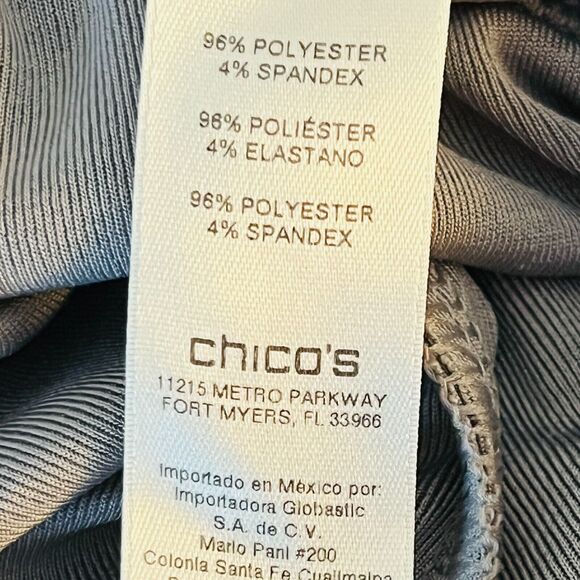 96% POLYESTER
4% SPANDEX
96% POLIÉSTER
4% ELASTANO
96% POLYESTER
4% SPANDEX
chico's
11215 METRO PARKWAY
FORT MYERS, FL 33966
Importado en México por:
Importadora Globastic
S.A. de C.V.
Mario Pani #200
Colonia Santa Fe Cuajimalpa